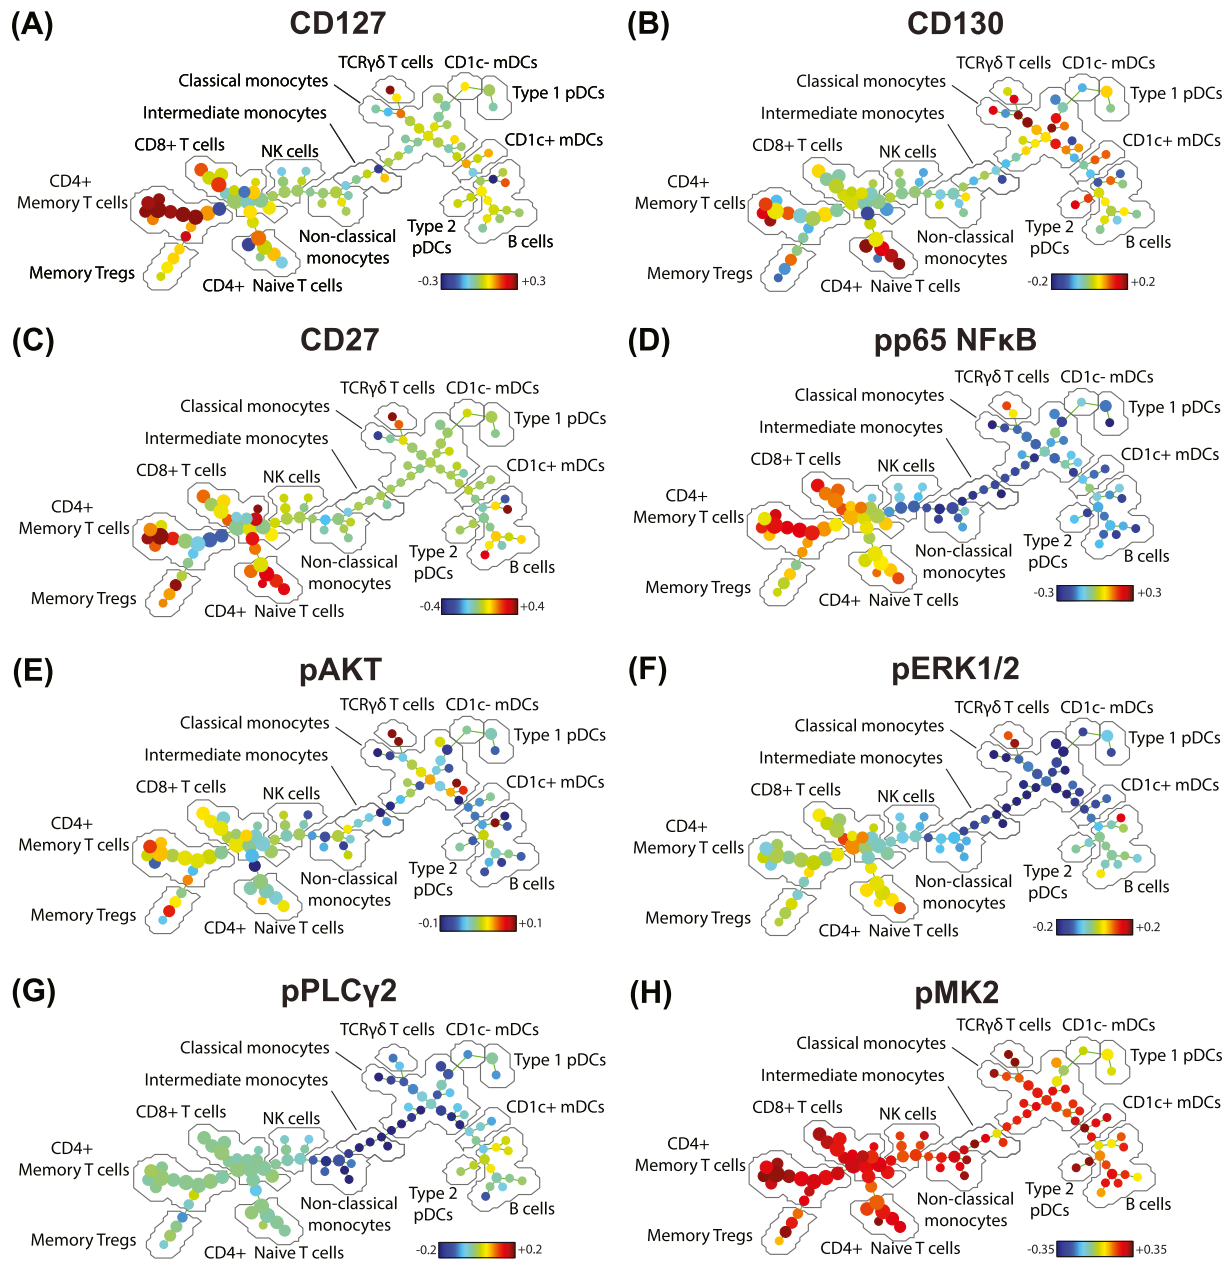 (A) CD127
TCRγδ T cells
CD1c- mDCs
Classical monocytes
Type 1 pDCs
Intermediate monocytes
CD8+ T cells
NK cells
CD1c+ mDCs
CD4+
Memory T cells
Type 2
pDCs
B cells
Non-classical
monocytes
Memory Tregs
CD4+ Naive T cells
-0.3
+0.3
(B) CD130
TCRγδ T cells
CD1c- mDCs
Classical monocytes
Type 1 pDCs
Intermediate monocytes
CD8+ T cells
NK cells
CD1c+ mDCs
CD4+
Memory T cells
Type 2
pDCs
B cells
Non-classical
monocytes
Memory Tregs
CD4+ Naive T cells
-0.2
+0.2
(C) CD27
TCRγδ T cells
CD1c- mDCs
Classical monocytes
Type 1 pDCs
Intermediate monocytes
CD8+ T cells
NK cells
CD1c+ mDCs
CD4+
Memory T cells
Type 2
pDCs
B cells
Non-classical
monocytes
Memory Tregs
CD4+ Naive T cells
-0.4
+0.4
(D) pp65 NFκB
TCRγδ T cells
CD1c- mDCs
Classical monocytes
Type 1 pDCs
Intermediate monocytes
CD8+ T cells
NK cells
CD1c+ mDCs
CD4+
Memory T cells
Type 2
pDCs
B cells
Non-classical
monocytes
Memory Tregs
CD4+ Naive T cells
-0.3
+0.3
(E) pAKT
TCRγδ T cells
CD1c- mDCs
Classical monocytes
Type 1 pDCs
Intermediate monocytes
CD8+ T cells
NK cells
CD1c+ mDCs
CD4+
Memory T cells
Type 2
pDCs
B cells
Non-classical
monocytes
Memory Tregs
CD4+ Naive T cells
-0.1
+0.1
(F) pERK1/2
TCRγδ T cells
CD1c- mDCs
Classical monocytes
Type 1 pDCs
Intermediate monocytes
CD8+ T cells
NK cells
CD1c+ mDCs
CD4+
Memory T cells
Type 2
pDCs
B cells
Non-classical
monocytes
Memory Tregs
CD4+ Naive T cells
-0.2
+0.2
(G) pPLCγ2
TCRγδ T cells
CD1c- mDCs
Classical monocytes
Type 1 pDCs
Intermediate monocytes
CD8+ T cells
NK cells
CD1c+ mDCs
CD4+
Memory T cells
Type 2
pDCs
B cells
Non-classical
monocytes
Memory Tregs
CD4+ Naive T cells
-0.2
+0.2
(H) pMK2
TCRγδ T cells
CD1c- mDCs
Classical monocytes
Type 1 pDCs
Intermediate monocytes
CD8+ T cells
NK cells
CD1c+ mDCs
CD4+
Memory T cells
Type 2
pDCs
B cells
Non-classical
monocytes
Memory Tregs
CD4+ Naive T cells
-0.35
+0.35